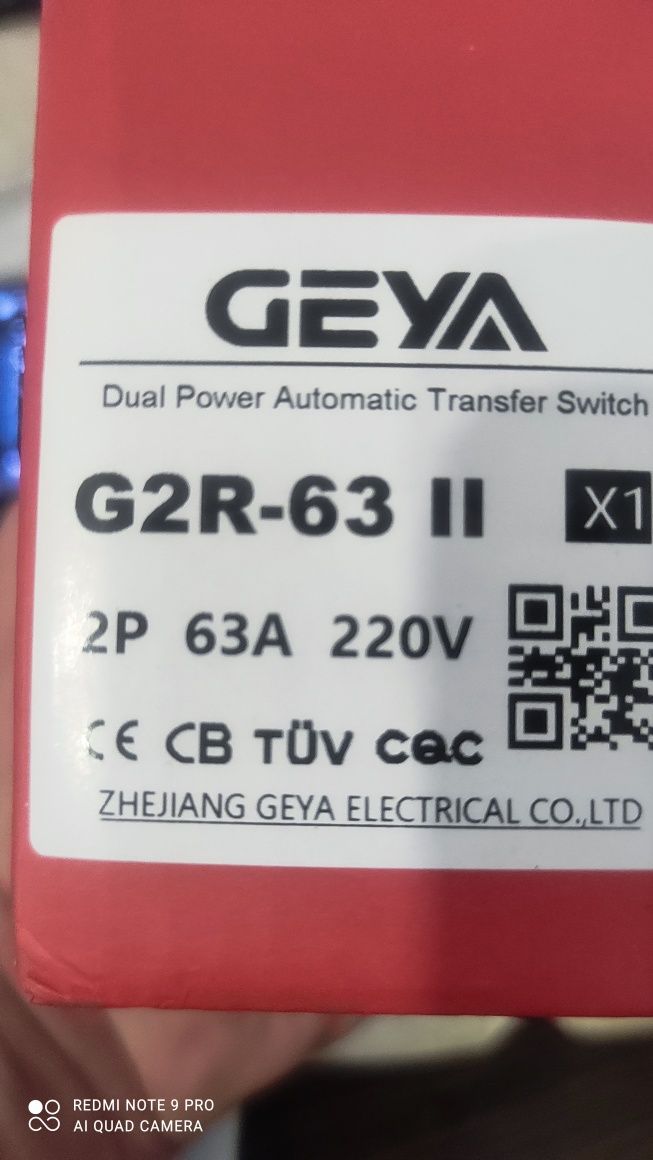 GEYA
Dual Power Automatic Transfer Switch
G2R-63 II X1
2P 63A 220V
CE CB TÜV CQC
ZHEJIANG GEYA ELECTRICAL CO.,LTD
REDMI NOTE 9 PRO
AI QUAD CAMERA